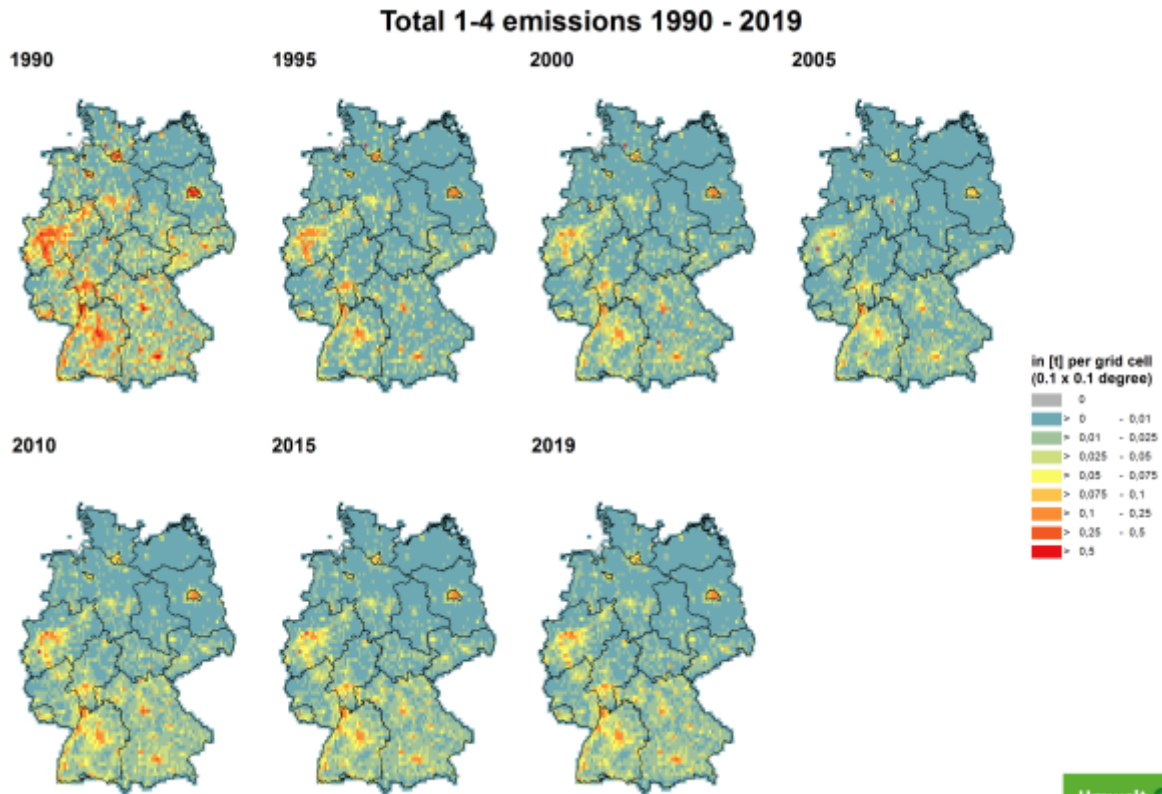 Total 1-4 emissions 1990 - 2019
1990
1995
2000
2005
in [t] per grid cell
(0.1 x 0.1 degree)
0
> 0 - 0,01
> 0,01 - 0,025
> 0,025 - 0,05
> 0,05 - 0,075
> 0,075 - 0,1
> 0,1 - 0,25
> 0,25 - 0,5
> 0,5
2010
2015
2019